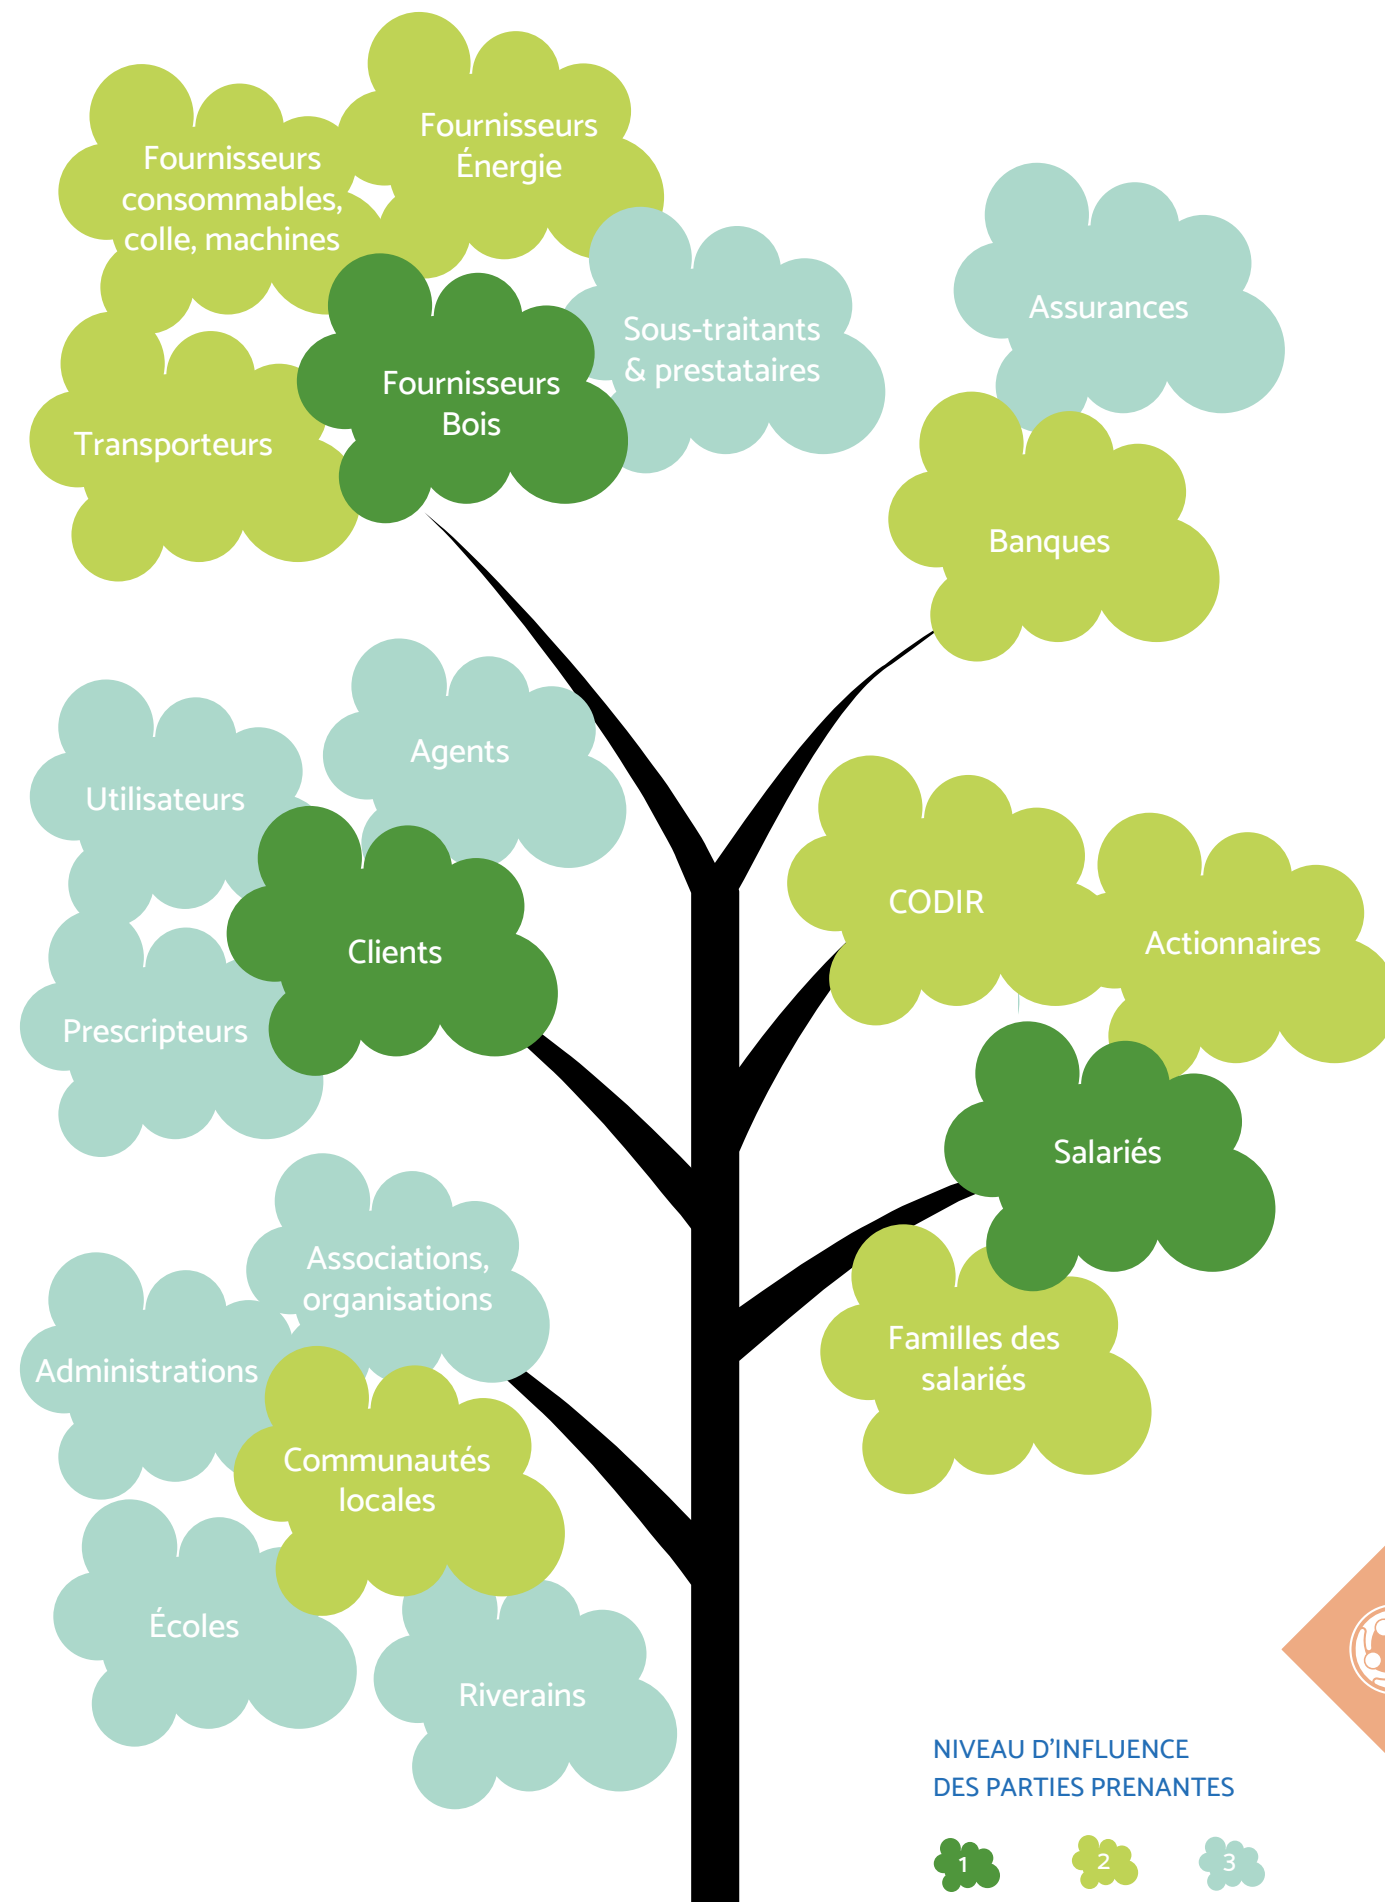 Fournisseurs
Énergie
Fournisseurs
consommables,
colle, machines
Sous-traitants
& prestataires
Assurances
Fournisseurs
Bois
Transporteurs
Banques
Agents
Utilisateurs
Clients
Prescripteurs
CODIR
Actionnaires
Salariés
Associations,
organisations
Administrations
Familles des
salariés
Communautés
locales
Écoles
Riverains
NIVEAU D'INFLUENCE
DES PARTIES PRENANTES
1 2 3